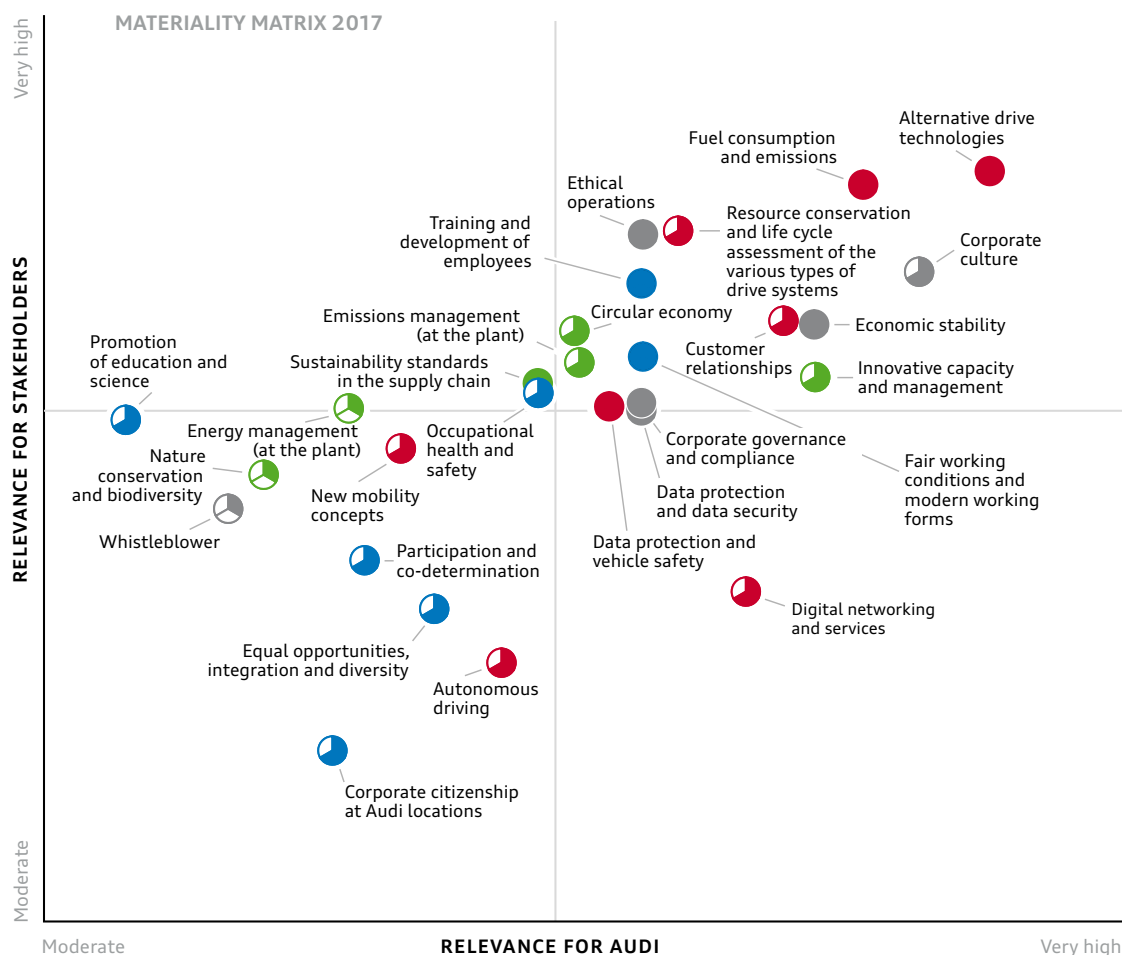 MATERIALITY MATRIX 2017
Very high
RELEVANCE FOR STAKEHOLDERS
Moderate
Alternative drive
technologies
Fuel consumption
and emissions
Ethical
operations
Resource conservation
and life cycle
assessment of the
various types of
drive systems
Training and
development of
employees
Corporate
culture
Circular economy
Emissions management
(at the plant)
Economic stability
Customer
relationships
Promotion
of education and
science
Sustainability standards
in the supply chain
Innovative capacity
and management
Energy management
(at the plant)
Occupational
health and
safety
Corporate governance
and compliance
Nature
conservation
and biodiversity
Fair working
conditions and
modern working
forms
New mobility
concepts
Data protection
and data security
Whistleblower
Data protection and
vehicle safety
Participation and
co-determination
Digital networking
and services
Equal opportunities,
integration and diversity
Autonomous
driving
Corporate citizenship
at Audi locations
Moderate
RELEVANCE FOR AUDI
Very high